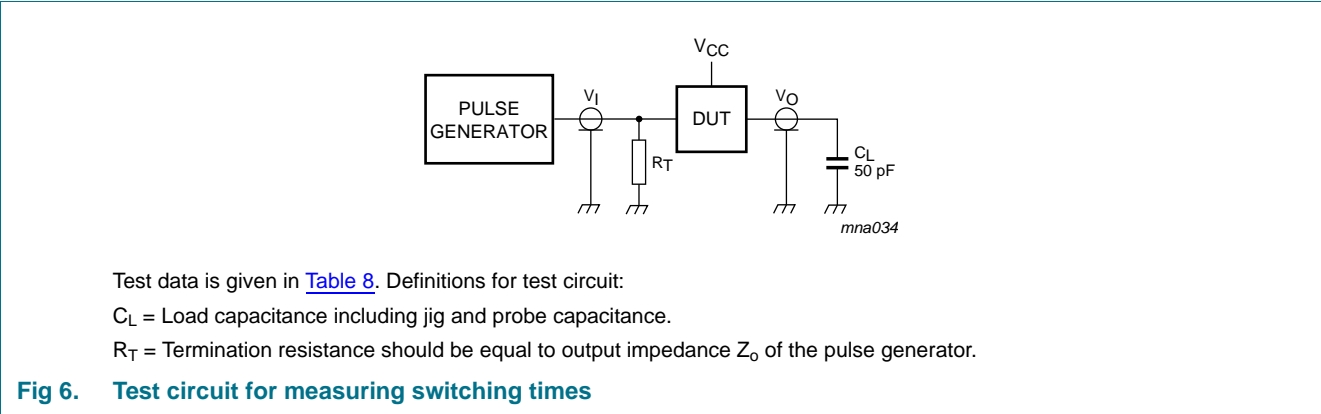 VCC
PULSE
GENERATOR
VI
DUT
VO
RT
CL
50 pF
mna034
Test data is given in Table 8. Definitions for test circuit:
CL = Load capacitance including jig and probe capacitance.
RT = Termination resistance should be equal to output impedance Zo of the pulse generator.
Fig 6. Test circuit for measuring switching times